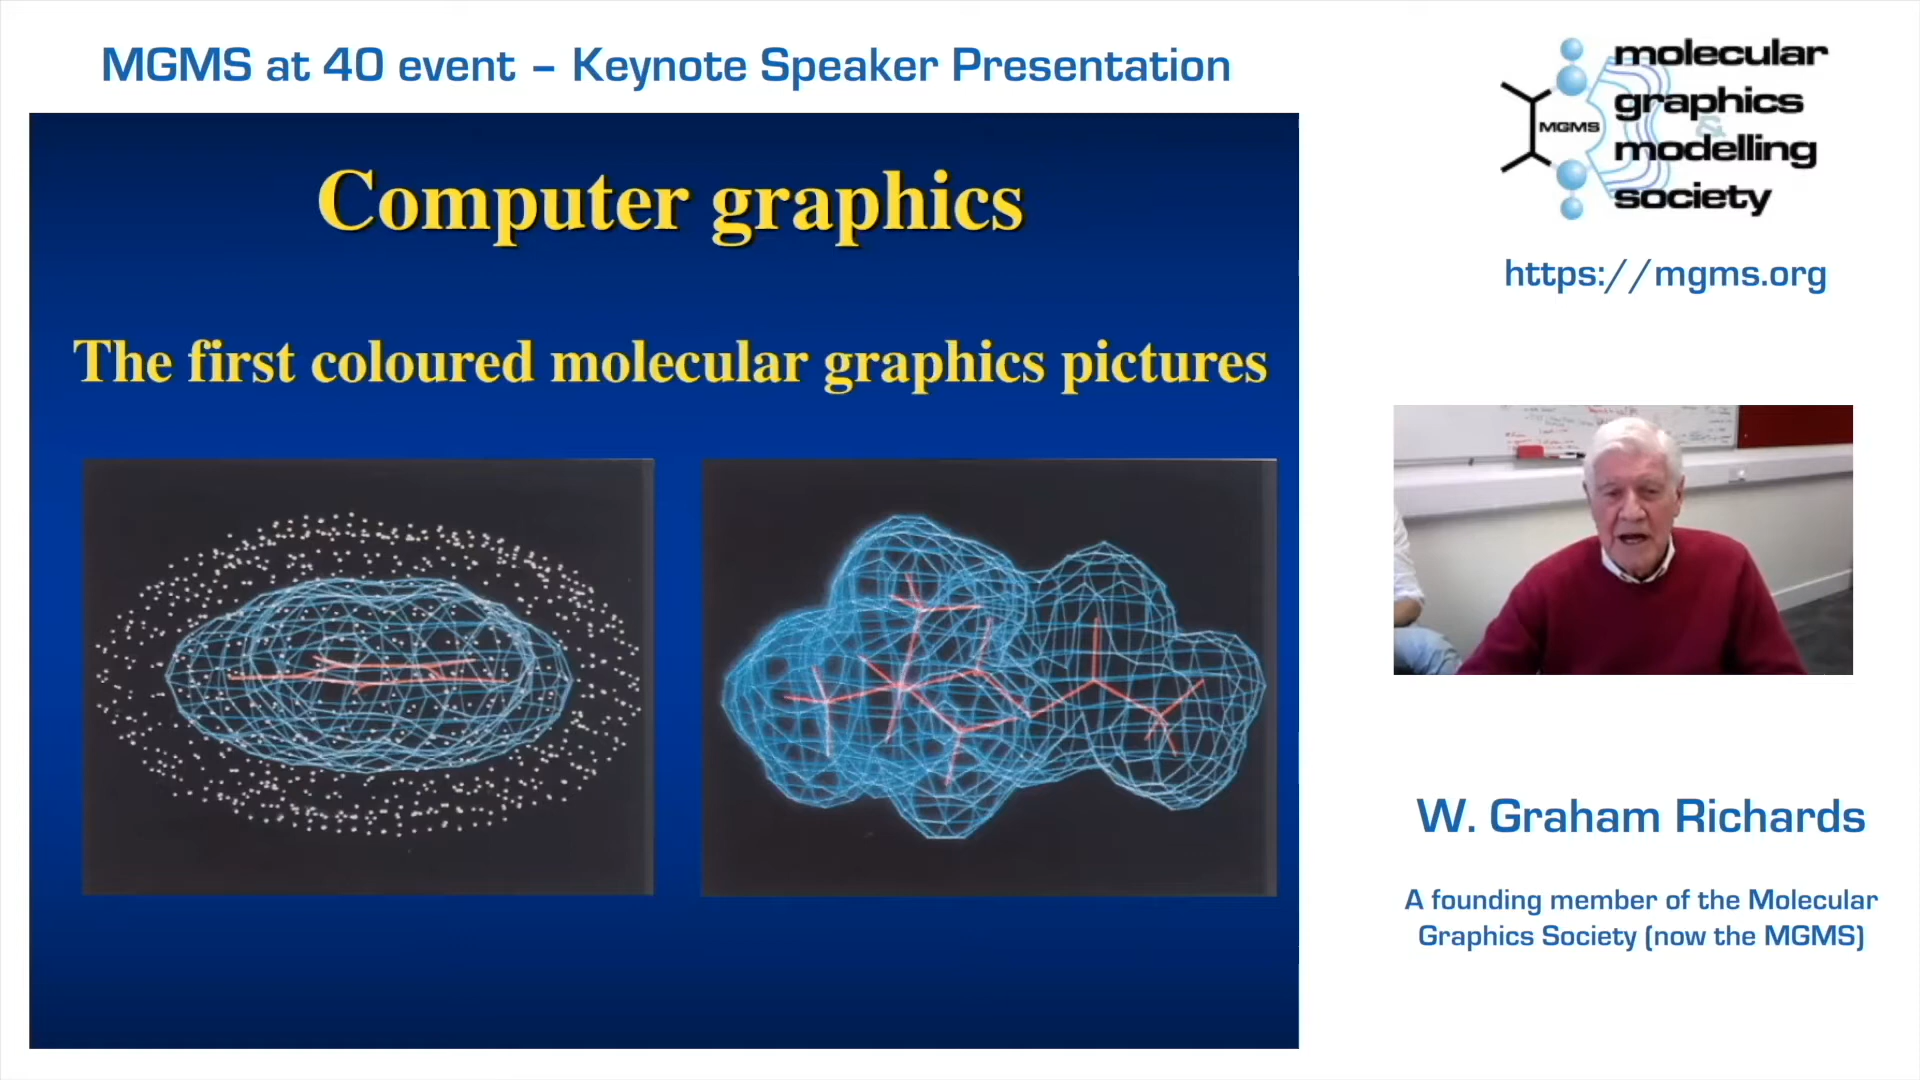 MGMS at 40 event – Keynote Speaker Presentation
Computer graphics
The first coloured molecular graphics pictures
MGMS
molecular
graphics
&
modelling
society
https://mgms.org
W. Graham Richards
A founding member of the Molecular
Graphics Society (now the MGMS)